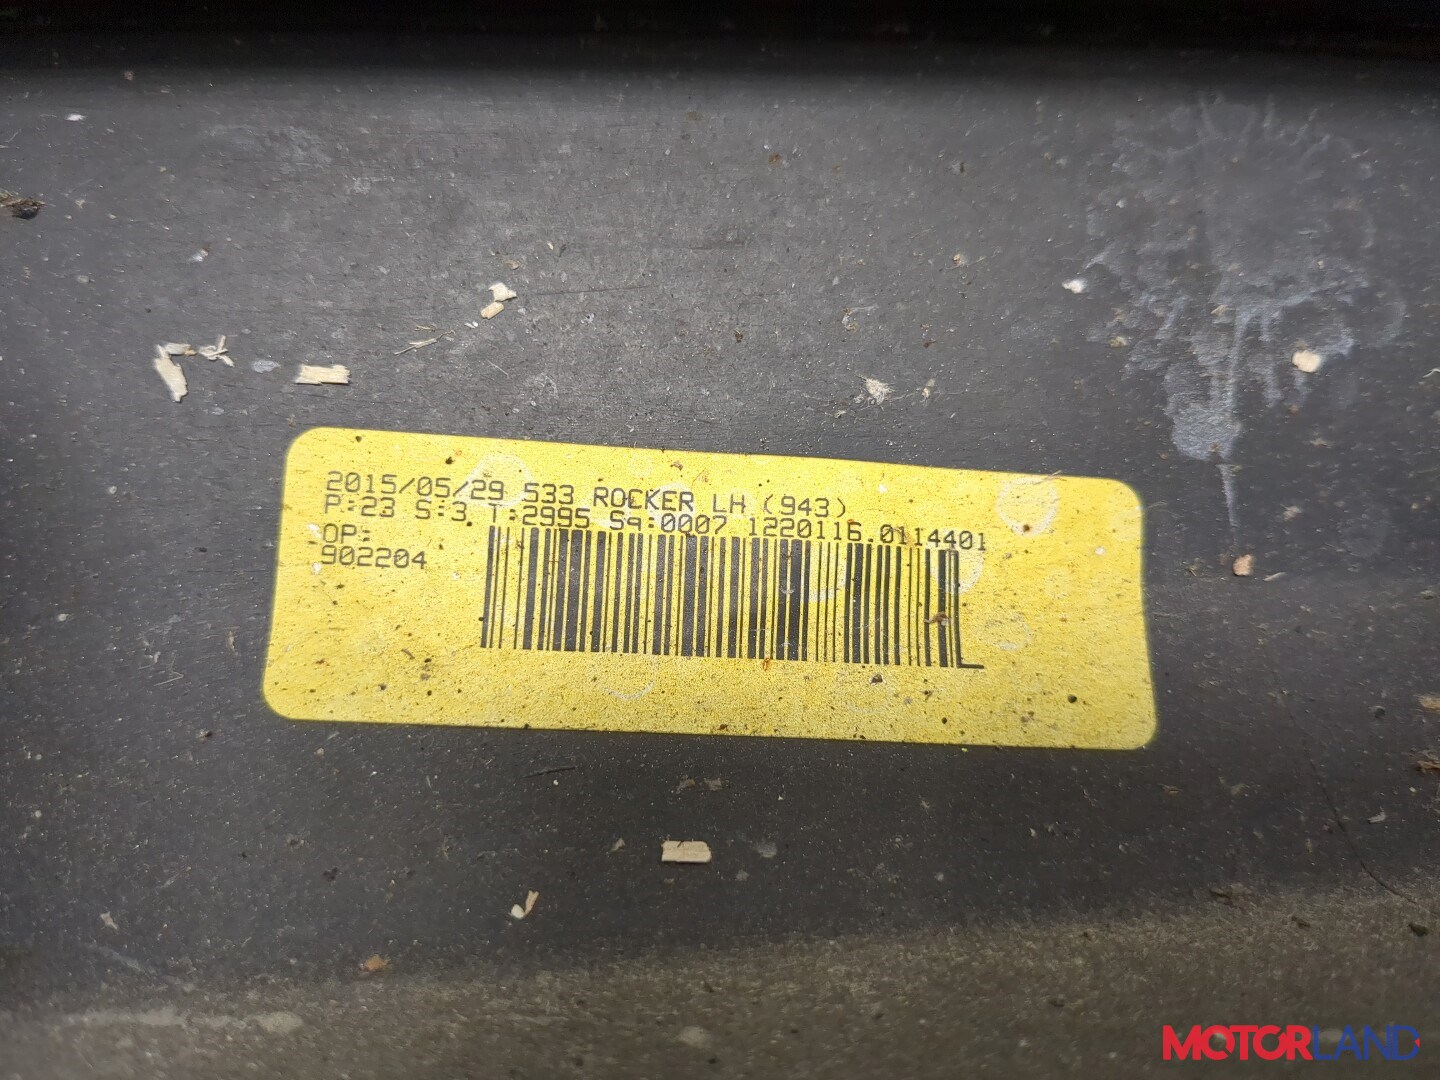 2015/05/29 533 ROCKER LH (943)
P:23 S:3 T:2995 Sq:0007 1220116.0114401
OP:
902204
MOTORLAND